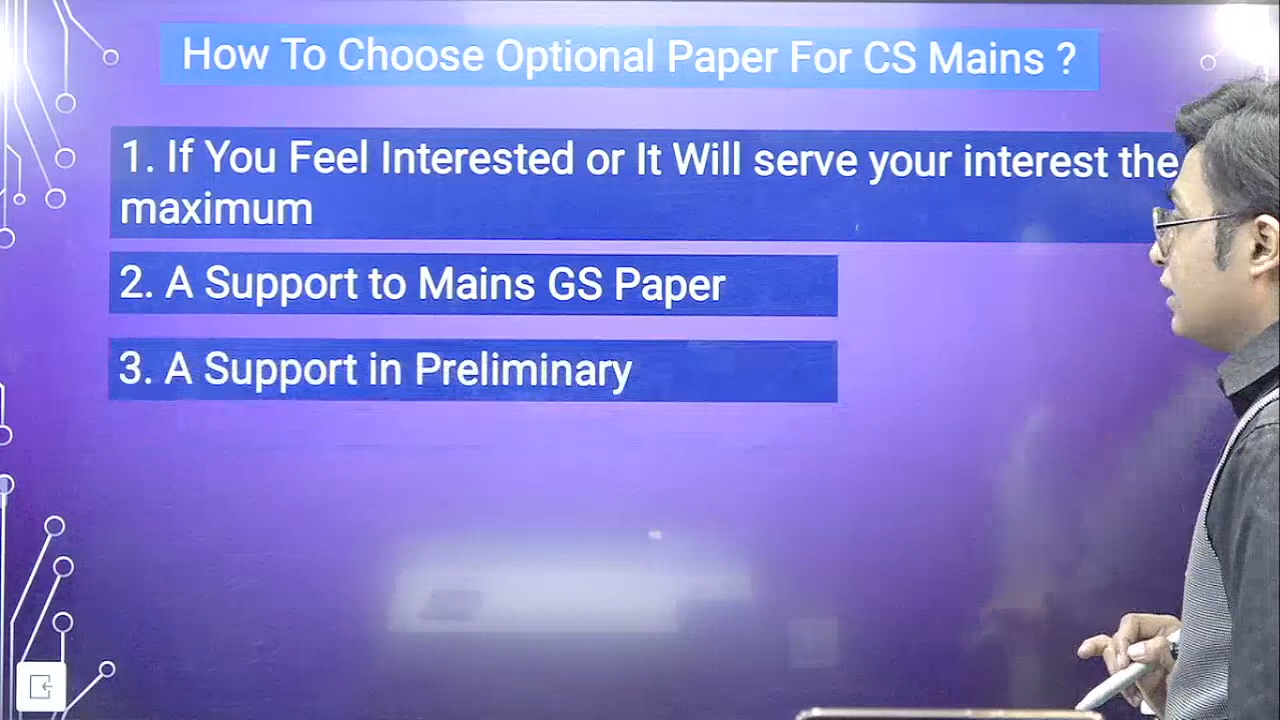 How To Choose Optional Paper For CS Mains ?
1. If You Feel Interested or It Will serve your interest the
maximum
2. A Support to Mains GS Paper
3. A Support in Preliminary